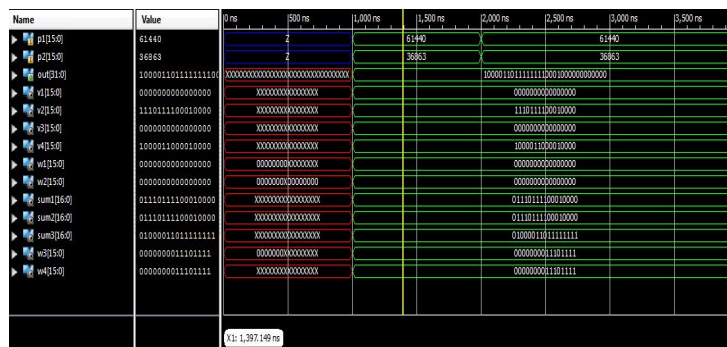 Name Value 0 ns 500 ns 1,000 ns 1,500 ns 2,000 ns 2,500 ns 3,000 ns 3,500 ns
p1[15:0] 61440 Z 61440 61440
p2[15:0] 36863 Z 36863 36863
out[31:0] 1000011011111111100 XXXXXXXXXXXXXXXXXXXXXXXXXXXXXXXX 10000110111111110001000000000000
v1[15:0] 0000000000000000 XXXXXXXXXXXXXXXX 0000000000000000
v2[15:0] 1110111100010000 XXXXXXXXXXXXXXXX 1110111100010000
v3[15:0] 0000000000000000 XXXXXXXXXXXXXXXX 0000000000000000
v4[15:0] 1000011000010000 XXXXXXXXXXXXXXXX 1000011000010000
w1[15:0] 0000000000000000 00000000XXXXXXXX 0000000000000000
w2[15:0] 0000000000000000 0000000X00000000 0000000000000000
sum1[16:0] 01110111100010000 XXXXXXXXXXXXXXXXX 01110111100010000
sum2[16:0] 01110111100010000 XXXXXXXXXXXXXXXXX 01110111100010000
sum3[16:0] 01000011011111111 XXXXXXXXXXXXXXXXX 01000011011111111
w3[15:0] 0000000011101111 00000000XXXXXXXX 0000000011101111
w4[15:0] 0000000011101111 XXXXXXXXXXXXXXXX 0000000011101111
X1: 1,397.149 ns